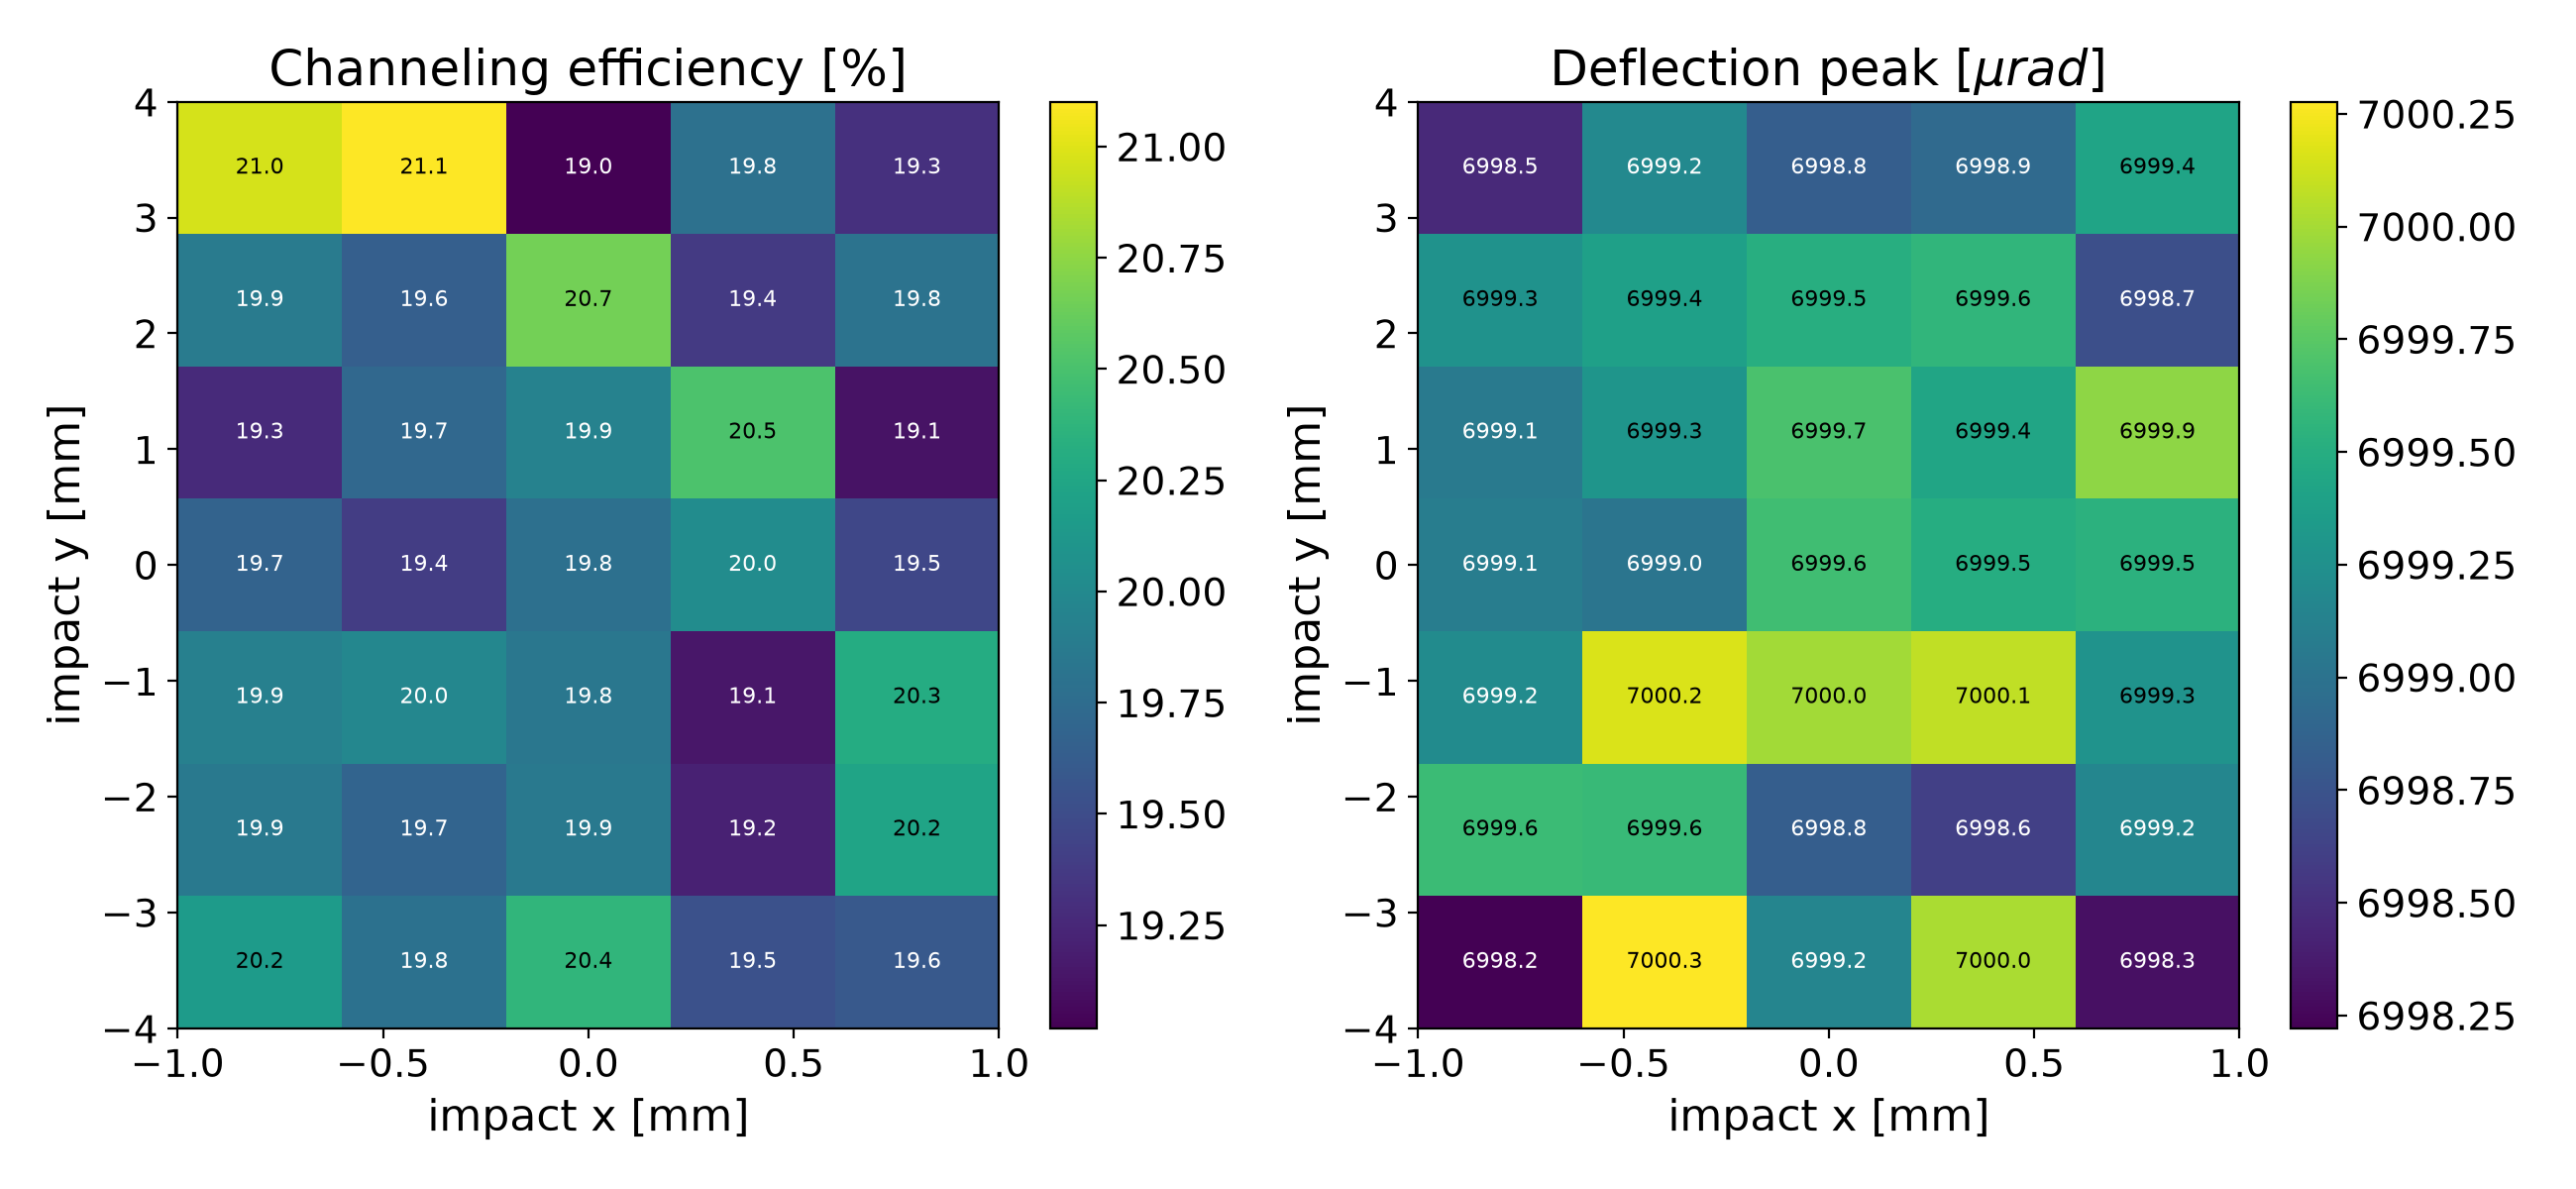 Channeling efficiency [%]
4
3
2
1
0
−1
−2
−3
−4
impact y [mm]
21.0 21.1 19.0 19.8 19.3
19.9 19.6 20.7 19.4 19.8
19.3 19.7 19.9 20.5 19.1
19.7 19.4 19.8 20.0 19.5
19.9 20.0 19.8 19.1 20.3
19.9 19.7 19.9 19.2 20.2
20.2 19.8 20.4 19.5 19.6
−1.0 −0.5 0.0 0.5 1.0
impact x [mm]
21.00
20.75
20.50
20.25
20.00
19.75
19.50
19.25
Deflection peak [μrad]
4
3
2
1
0
−1
−2
−3
−4
impact y [mm]
6998.5 6999.2 6998.8 6998.9 6999.4
6999.3 6999.4 6999.5 6999.6 6998.7
6999.1 6999.3 6999.7 6999.4 6999.9
6999.1 6999.0 6999.6 6999.5 6999.5
6999.2 7000.2 7000.0 7000.1 6999.3
6999.6 6999.6 6998.8 6998.6 6999.2
6998.2 7000.3 6999.2 7000.0 6998.3
−1.0 −0.5 0.0 0.5 1.0
impact x [mm]
7000.25
7000.00
6999.75
6999.50
6999.25
6999.00
6998.75
6998.50
6998.25